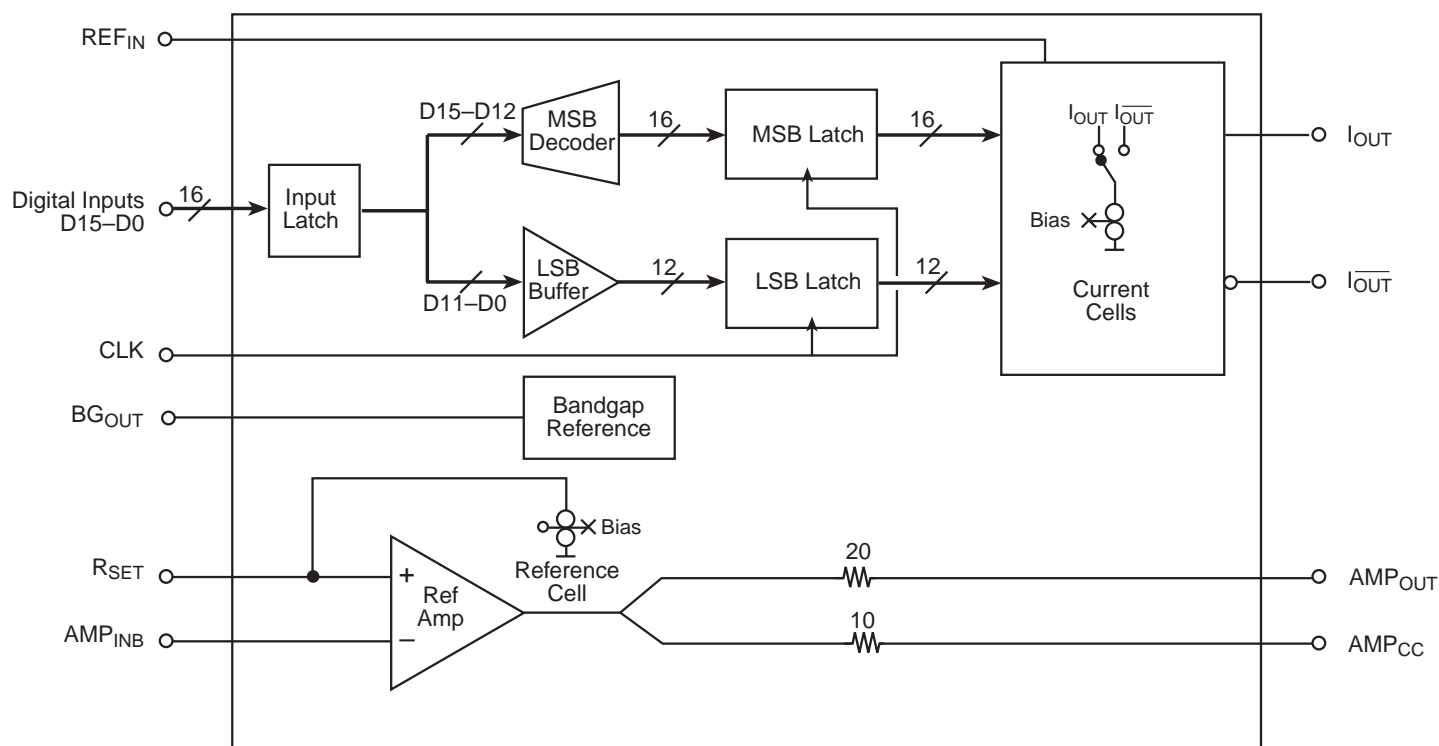 REF_IN
D15–D12
MSB
Decoder
16
MSB Latch
16
I_OUT I_O̅U̅T̅
Bias
Current
Cells
I_OUT
Digital Inputs
D15–D0
16
Input
Latch
D11–D0
LSB
Buffer
12
LSB Latch
12
I_O̅U̅T̅
CLK
BG_OUT
Bandgap
Reference
Bias
Reference
Cell
R_SET
+
Ref
Amp
−
AMP_INB
20
AMP_OUT
10
AMP_CC